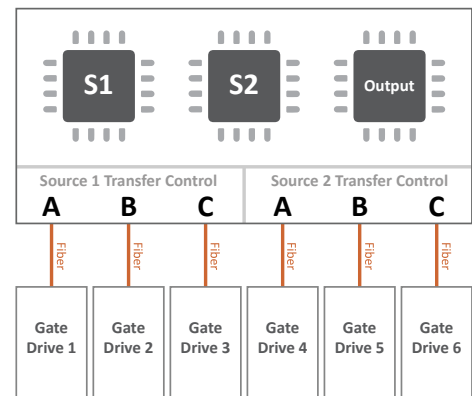 S1
S2
Output
Source 1 Transfer Control
Source 2 Transfer Control
A
B
C
A
B
C
Fiber
Fiber
Fiber
Fiber
Fiber
Fiber
Gate
Drive 1
Gate
Drive 2
Gate
Drive 3
Gate
Drive 4
Gate
Drive 5
Gate
Drive 6